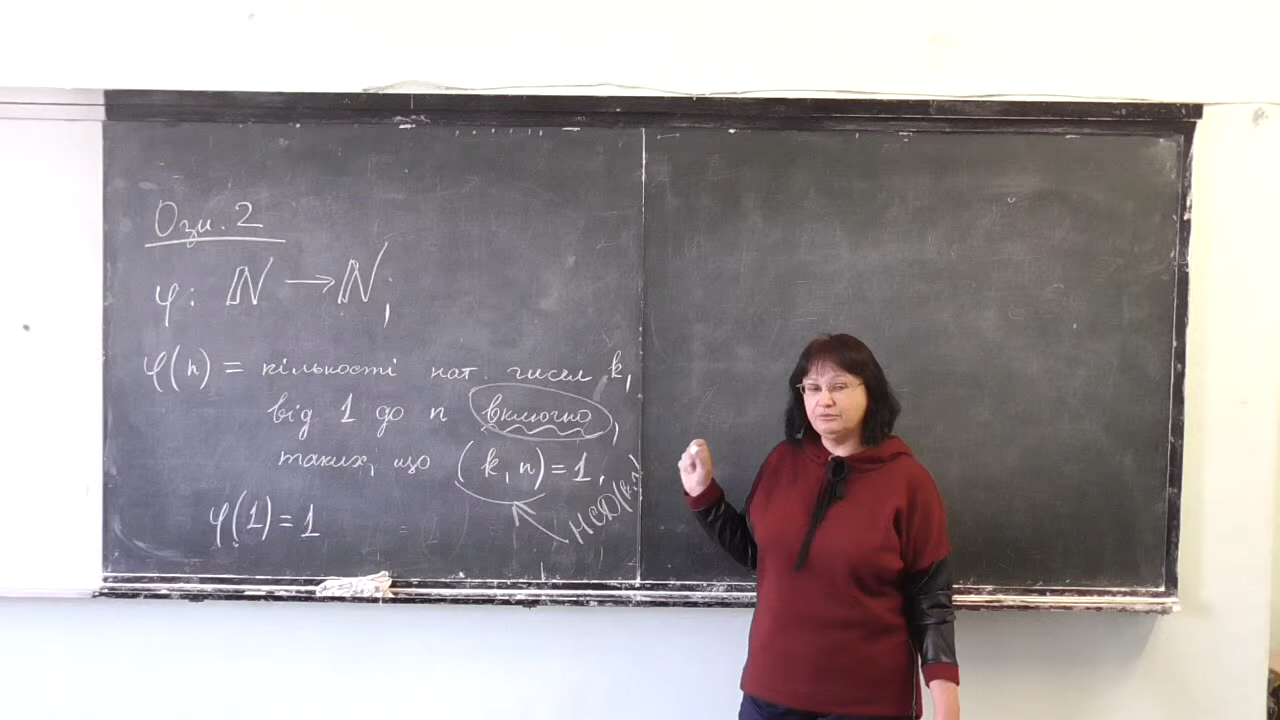 Озн. 2
φ: ℕ → ℕ;
φ(n) = кількості нат. чисел k,
від 1 до n включно,
таких, що (k, n) = 1,
НСД(k,n)
φ(1) = 1